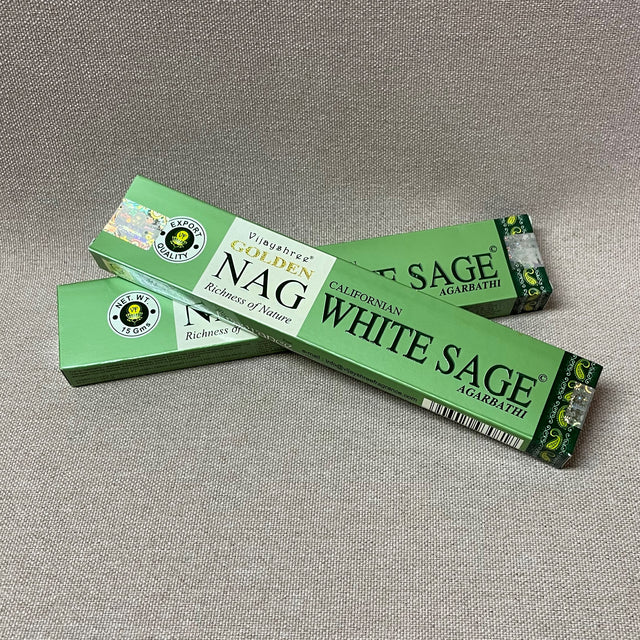 EXPORT
QUALITY
Vijayshree®
GOLDEN
NAG
Richness of Nature
CALIFORNIAN
WHITE SAGE©
AGARBATHI
NET. WT.
15 Gms
Richness of
SAGE©
AGARBATHI